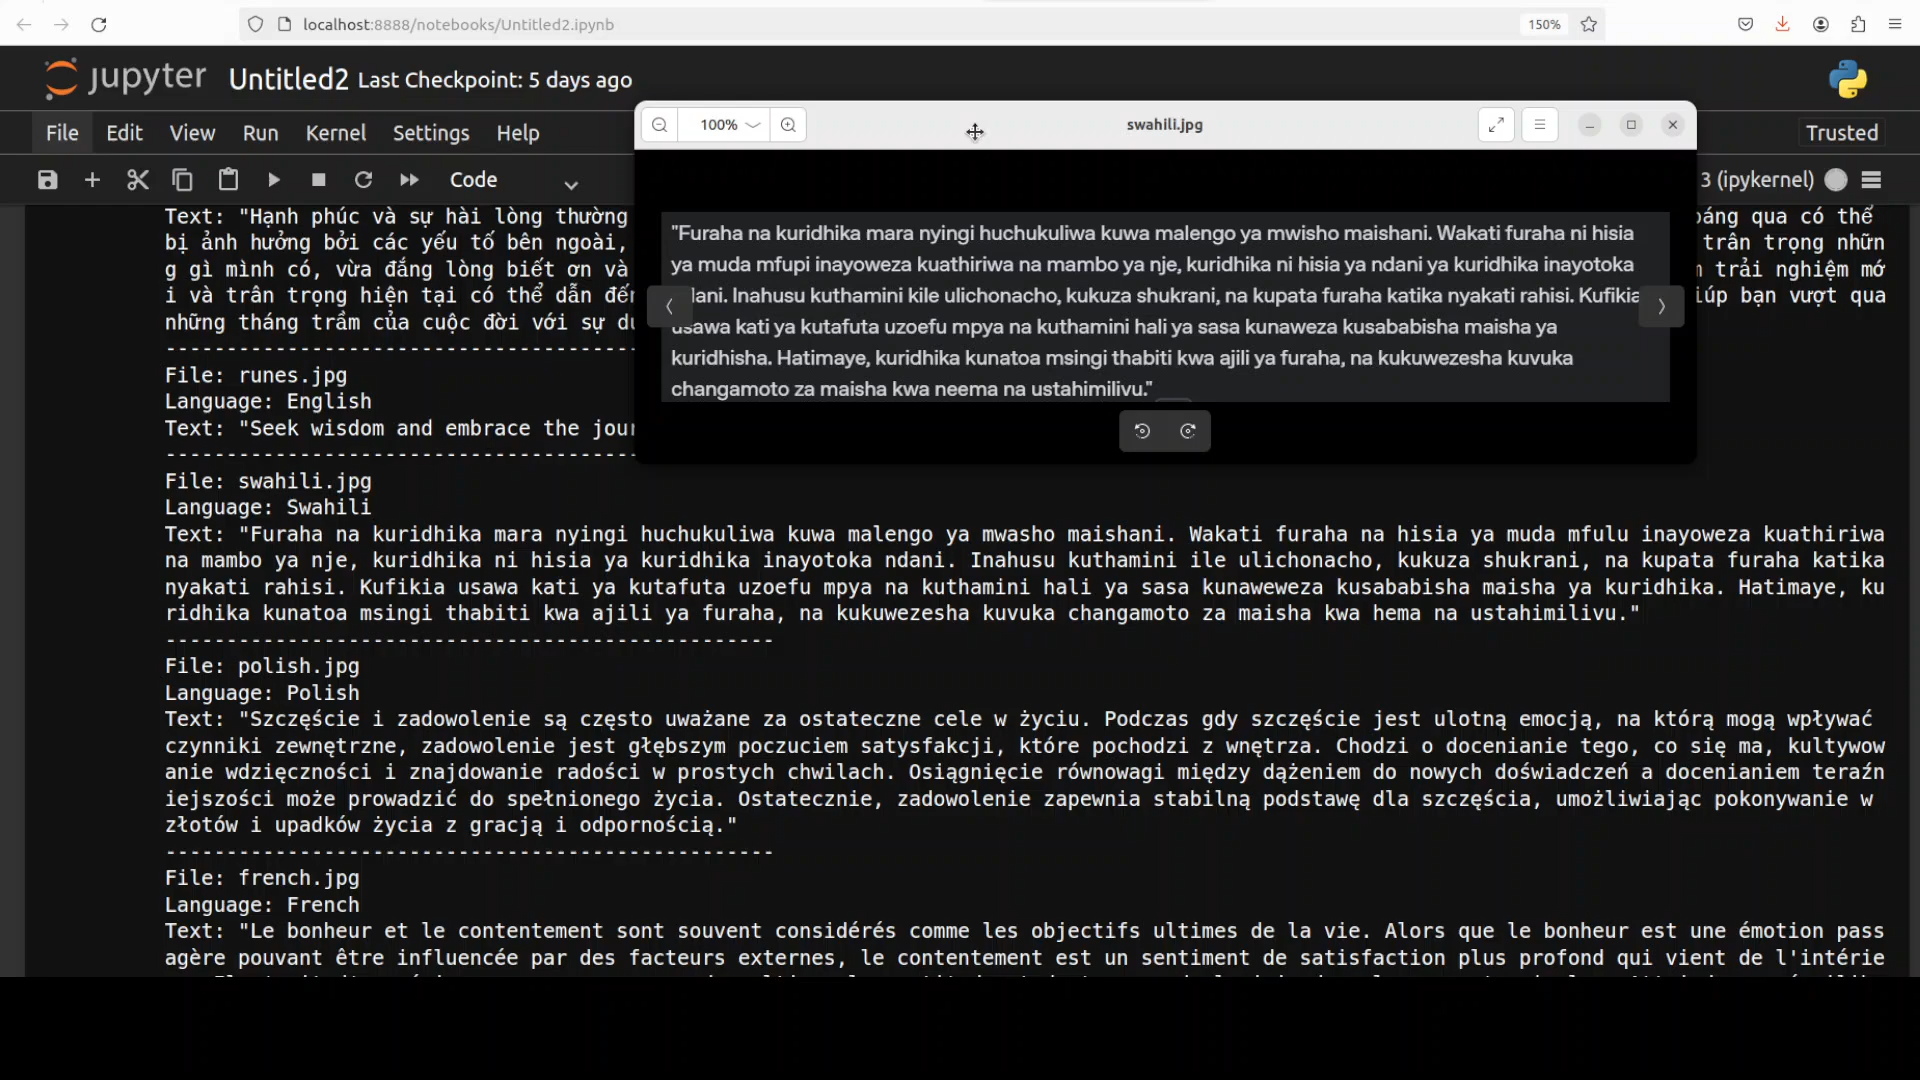 localhost:8888/notebooks/Untitled2.ipynb
150%
jupyter Untitled2 Last Checkpoint: 5 days ago
File Edit View Run Kernel Settings Help
Trusted
Code
3 (ipykernel)
100%
swahili.jpg
"Furaha na kuridhika mara nyingi huchukuliwa kuwa malengo ya mwisho maishani. Wakati furaha ni hisia
ya muda mfupi inayoweza kuathiriwa na mambo ya nje, kuridhika ni hisia ya ndani ya kuridhika inayotoka
Inahusu kuthamini kile ulichonacho, kukuza shukrani, na kupata furaha katika nyakati rahisi. Kufikia
usawa kati ya kutafuta uzoefu mpya na kuthamini hali ya sasa kunaweza kusababisha maisha ya
kuridhisha. Hatimaye, kuridhika kunatoa msingi thabiti kwa ajili ya furaha, na kukuwezesha kuvuka
changamoto za maisha kwa neema na ustahimilivu."
Text: "Hạnh phúc và sự hài lòng thường qua có thể
bị ảnh hưởng bởi các yếu tố bên ngoài, trân trọng nhữn
g gì mình có, vừa đắng lòng biết ơn và trải nghiệm mớ
i và trân trọng hiện tại có thể dẫn bạn vượt qua
những tháng trầm của cuộc đời với sự
------------------------------
File: runes.jpg
Language: English
Text: "Seek wisdom and embrace the
------------------------------
File: swahili.jpg
Language: Swahili
Text: "Furaha na kuridhika mara nyingi huchukuliwa kuwa malengo ya mwasho maishani. Wakati furaha na hisia ya muda mfulu inayoweza kuathiriwa
na mambo ya nje, kuridhika ni hisia ya kuridhika inayotoka ndani. Inahusu kuthamini ile ulichonacho, kukuza shukrani, na kupata furaha katika
nyakati rahisi. Kufikia usawa kati ya kutafuta uzoefu mpya na kuthamini hali ya sasa kunaweweza kusababisha maisha ya kuridhika. Hatimaye, ku
ridhika kunatoa msingi thabiti kwa ajili ya furaha, na kukuwezesha kuvuka changamoto za maisha kwa hema na ustahimilivu."
--------------------------------------------------
File: polish.jpg
Language: Polish
Text: "Szczęście i zadowolenie są często uważane za ostateczne cele w życiu. Podczas gdy szczęście jest ulotną emocją, na którą mogą wpływać
czynniki zewnętrzne, zadowolenie jest głębszym poczuciem satysfakcji, które pochodzi z wnętrza. Chodzi o docenianie tego, co się ma, kultywow
anie wdzięczności i znajdowanie radości w prostych chwilach. Osiągnięcie równowagi między dążeniem do nowych doświadczeń a docenianiem teraźn
iejszości może prowadzić do spełnionego życia. Ostatecznie, zadowolenie zapewnia stabilną podstawę dla szczęścia, umożliwiając pokonywanie w
złotów i upadków życia z gracją i odpornością."
--------------------------------------------------
File: french.jpg
Language: French
Text: "Le bonheur et le contentement sont souvent considérés comme les objectifs ultimes de la vie. Alors que le bonheur est une émotion pass
agère pouvant être influencée par des facteurs externes, le contentement est un sentiment de satisfaction plus profond qui vient de l'intérie